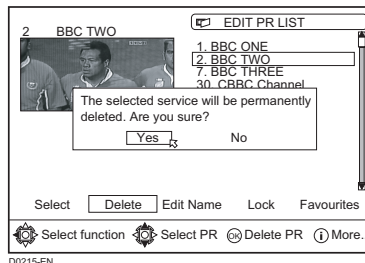 2 BBC TWO
EDIT PR LIST
1. BBC ONE
2. BBC TWO
7. BBC THREE
30. CBBC Channel
The selected service will be permanently
deleted. Are you sure?
Yes No
Select Delete Edit Name Lock Favourites
Select function Select PR OK Delete PR i More..
D0215-EN